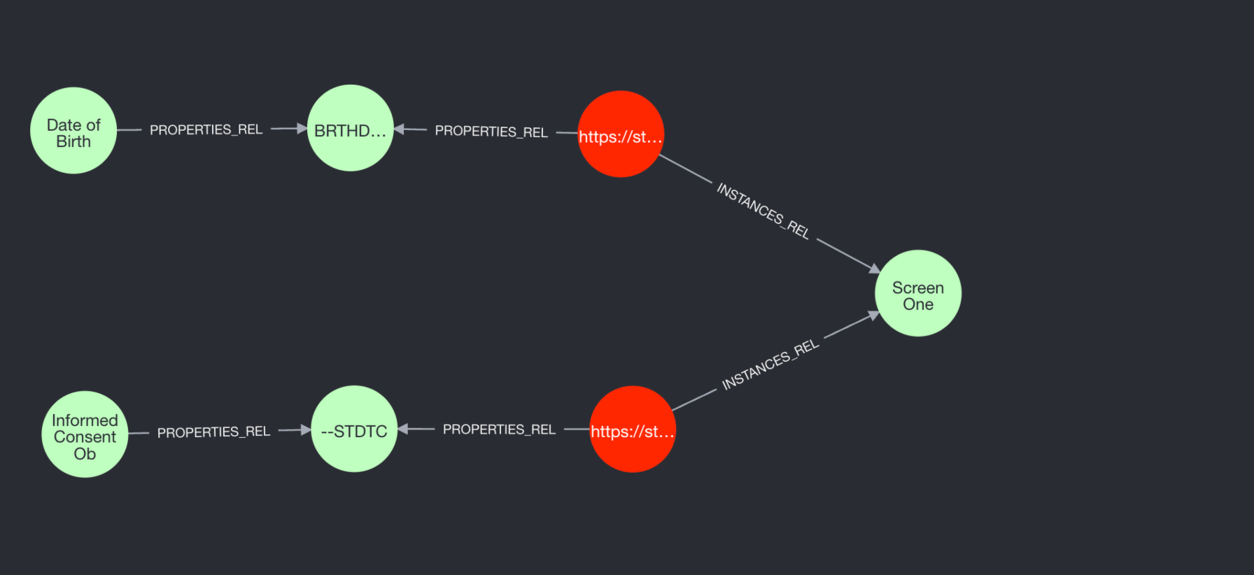 Date of
Birth
PROPERTIES_REL
BRTHD...
PROPERTIES_REL
https://st...
INSTANCES_REL
Screen
One
INSTANCES_REL
Informed
Consent
Ob
PROPERTIES_REL
--STDTC
PROPERTIES_REL
https://st...